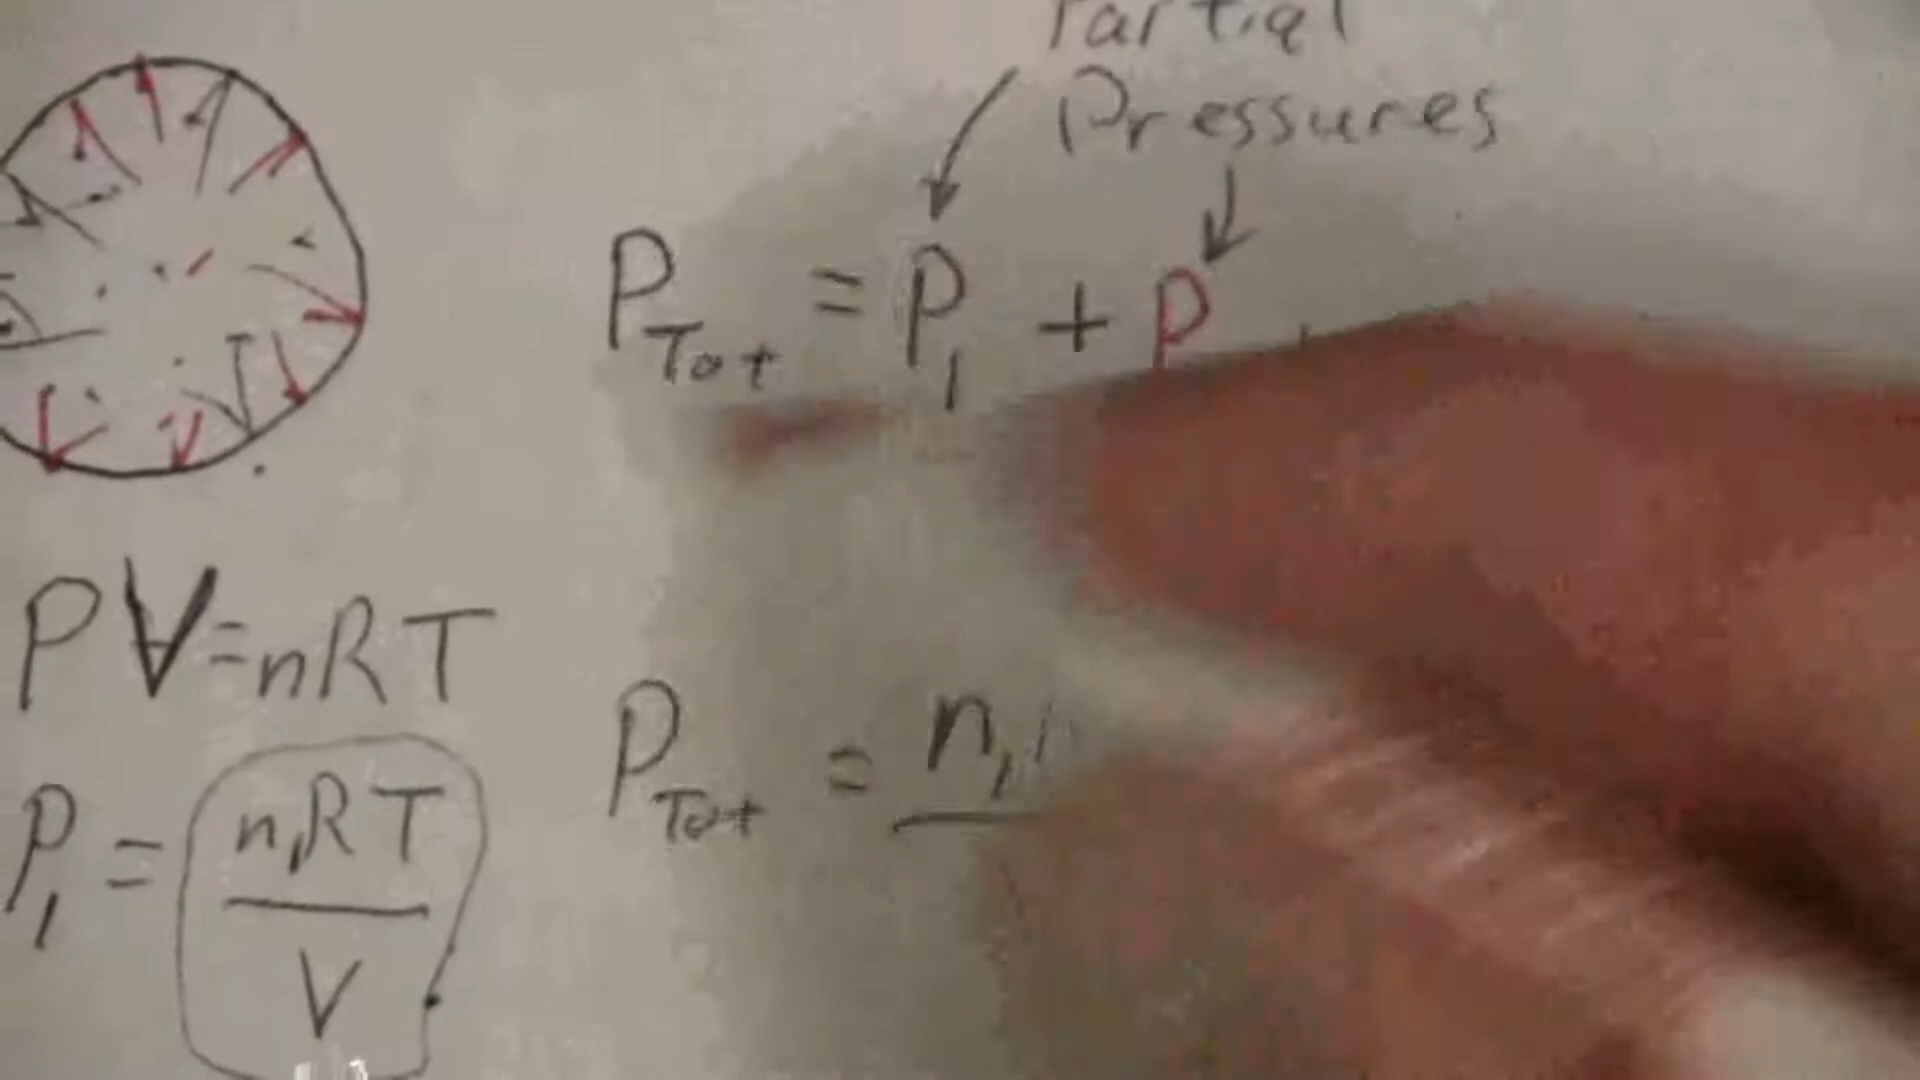 Partial
Pressures
P_Tot = P_1 + P
PV=nRT
P_Tot = n_1
P_1 = n_1RT
V